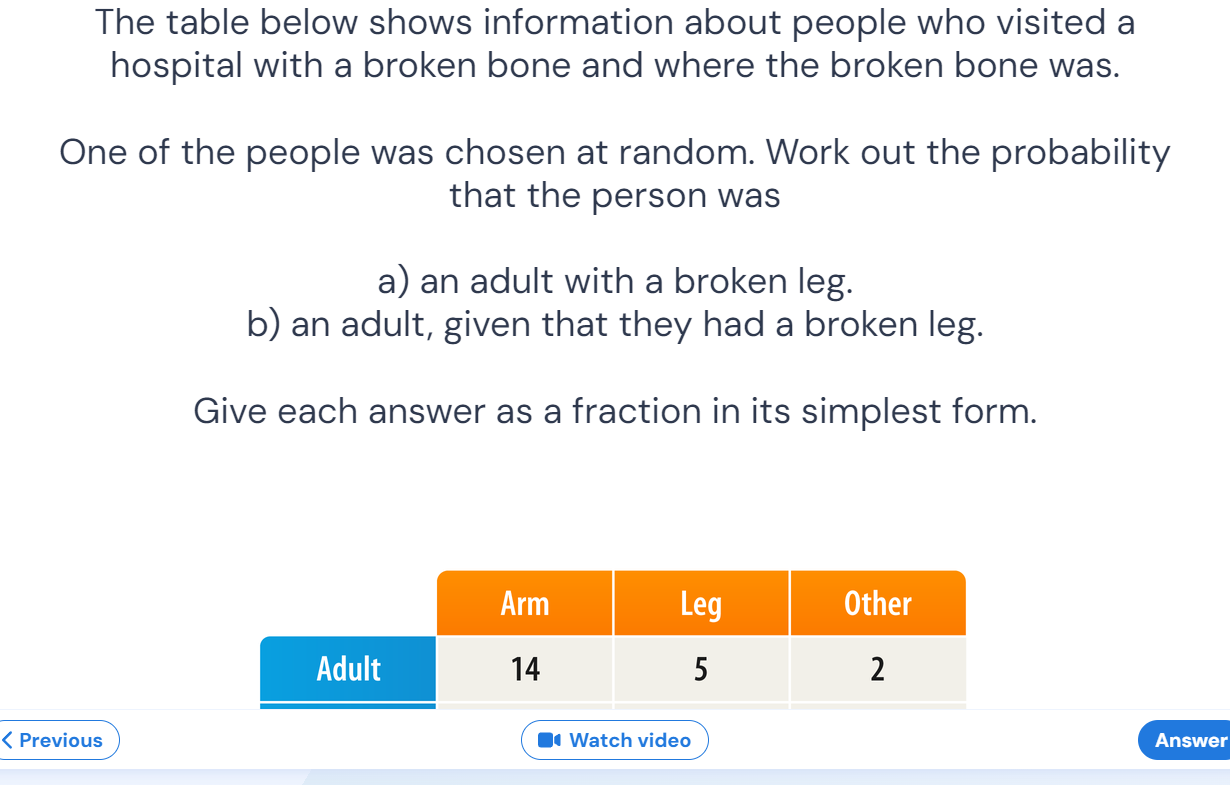 The table below shows information about people who visited a
hospital with a broken bone and where the broken bone was.
One of the people was chosen at random. Work out the probability
that the person was
a) an adult with a broken leg.
b) an adult, given that they had a broken leg.
Give each answer as a fraction in its simplest form.
Arm Leg Other
Adult 14 5 2
Previous Watch video Answer